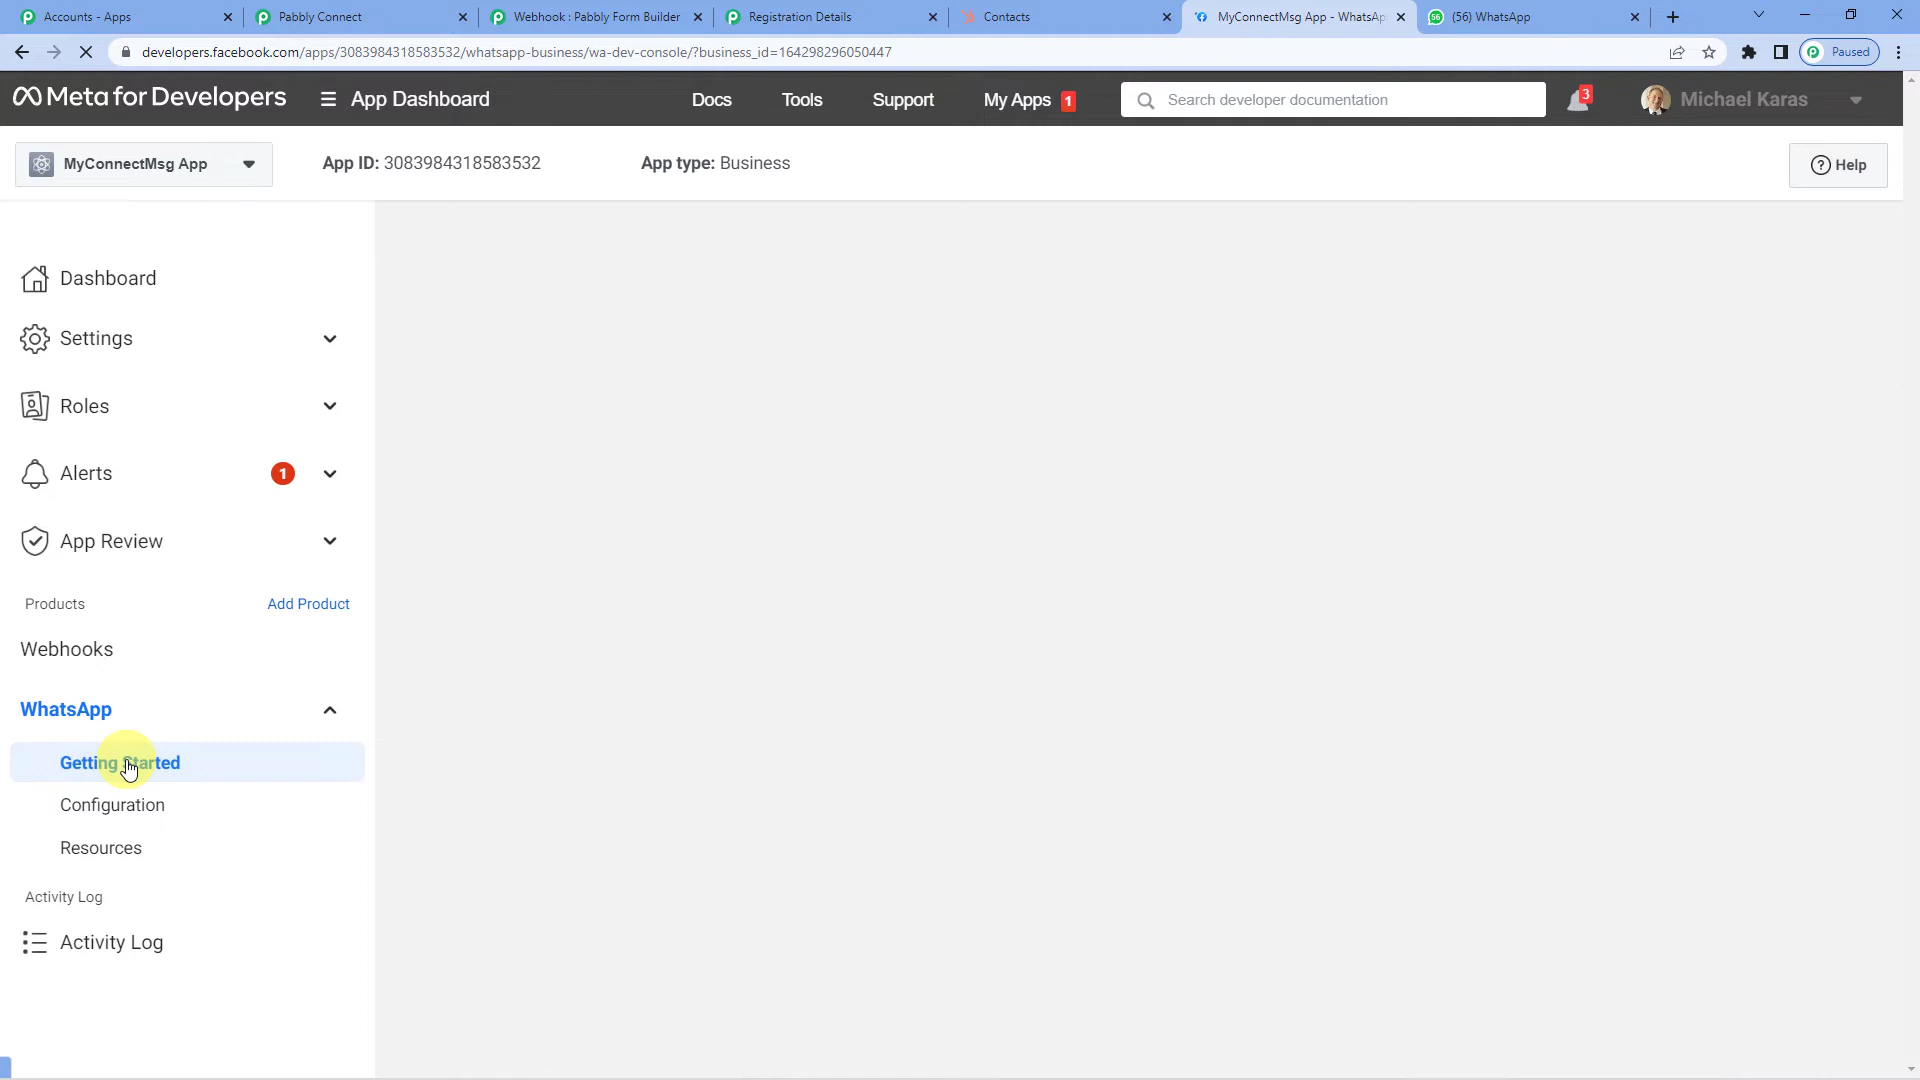 Accounts - Apps
Pabbly Connect
Webhook : Pabbly Form Builder
Registration Details
Contacts
MyConnectMsg App - WhatsAp
(56) WhatsApp
developers.facebook.com/apps/3083984318583532/whatsapp-business/wa-dev-console/?business_id=164298296050447
Paused
Meta for Developers
App Dashboard
Docs
Tools
Support
My Apps 1
Search developer documentation
3
Michael Karas
MyConnectMsg App
App ID: 3083984318583532
App type: Business
Help
Dashboard
Settings
Roles
Alerts 1
App Review
Products
Add Product
Webhooks
WhatsApp
Getting Started
Configuration
Resources
Activity Log
Activity Log